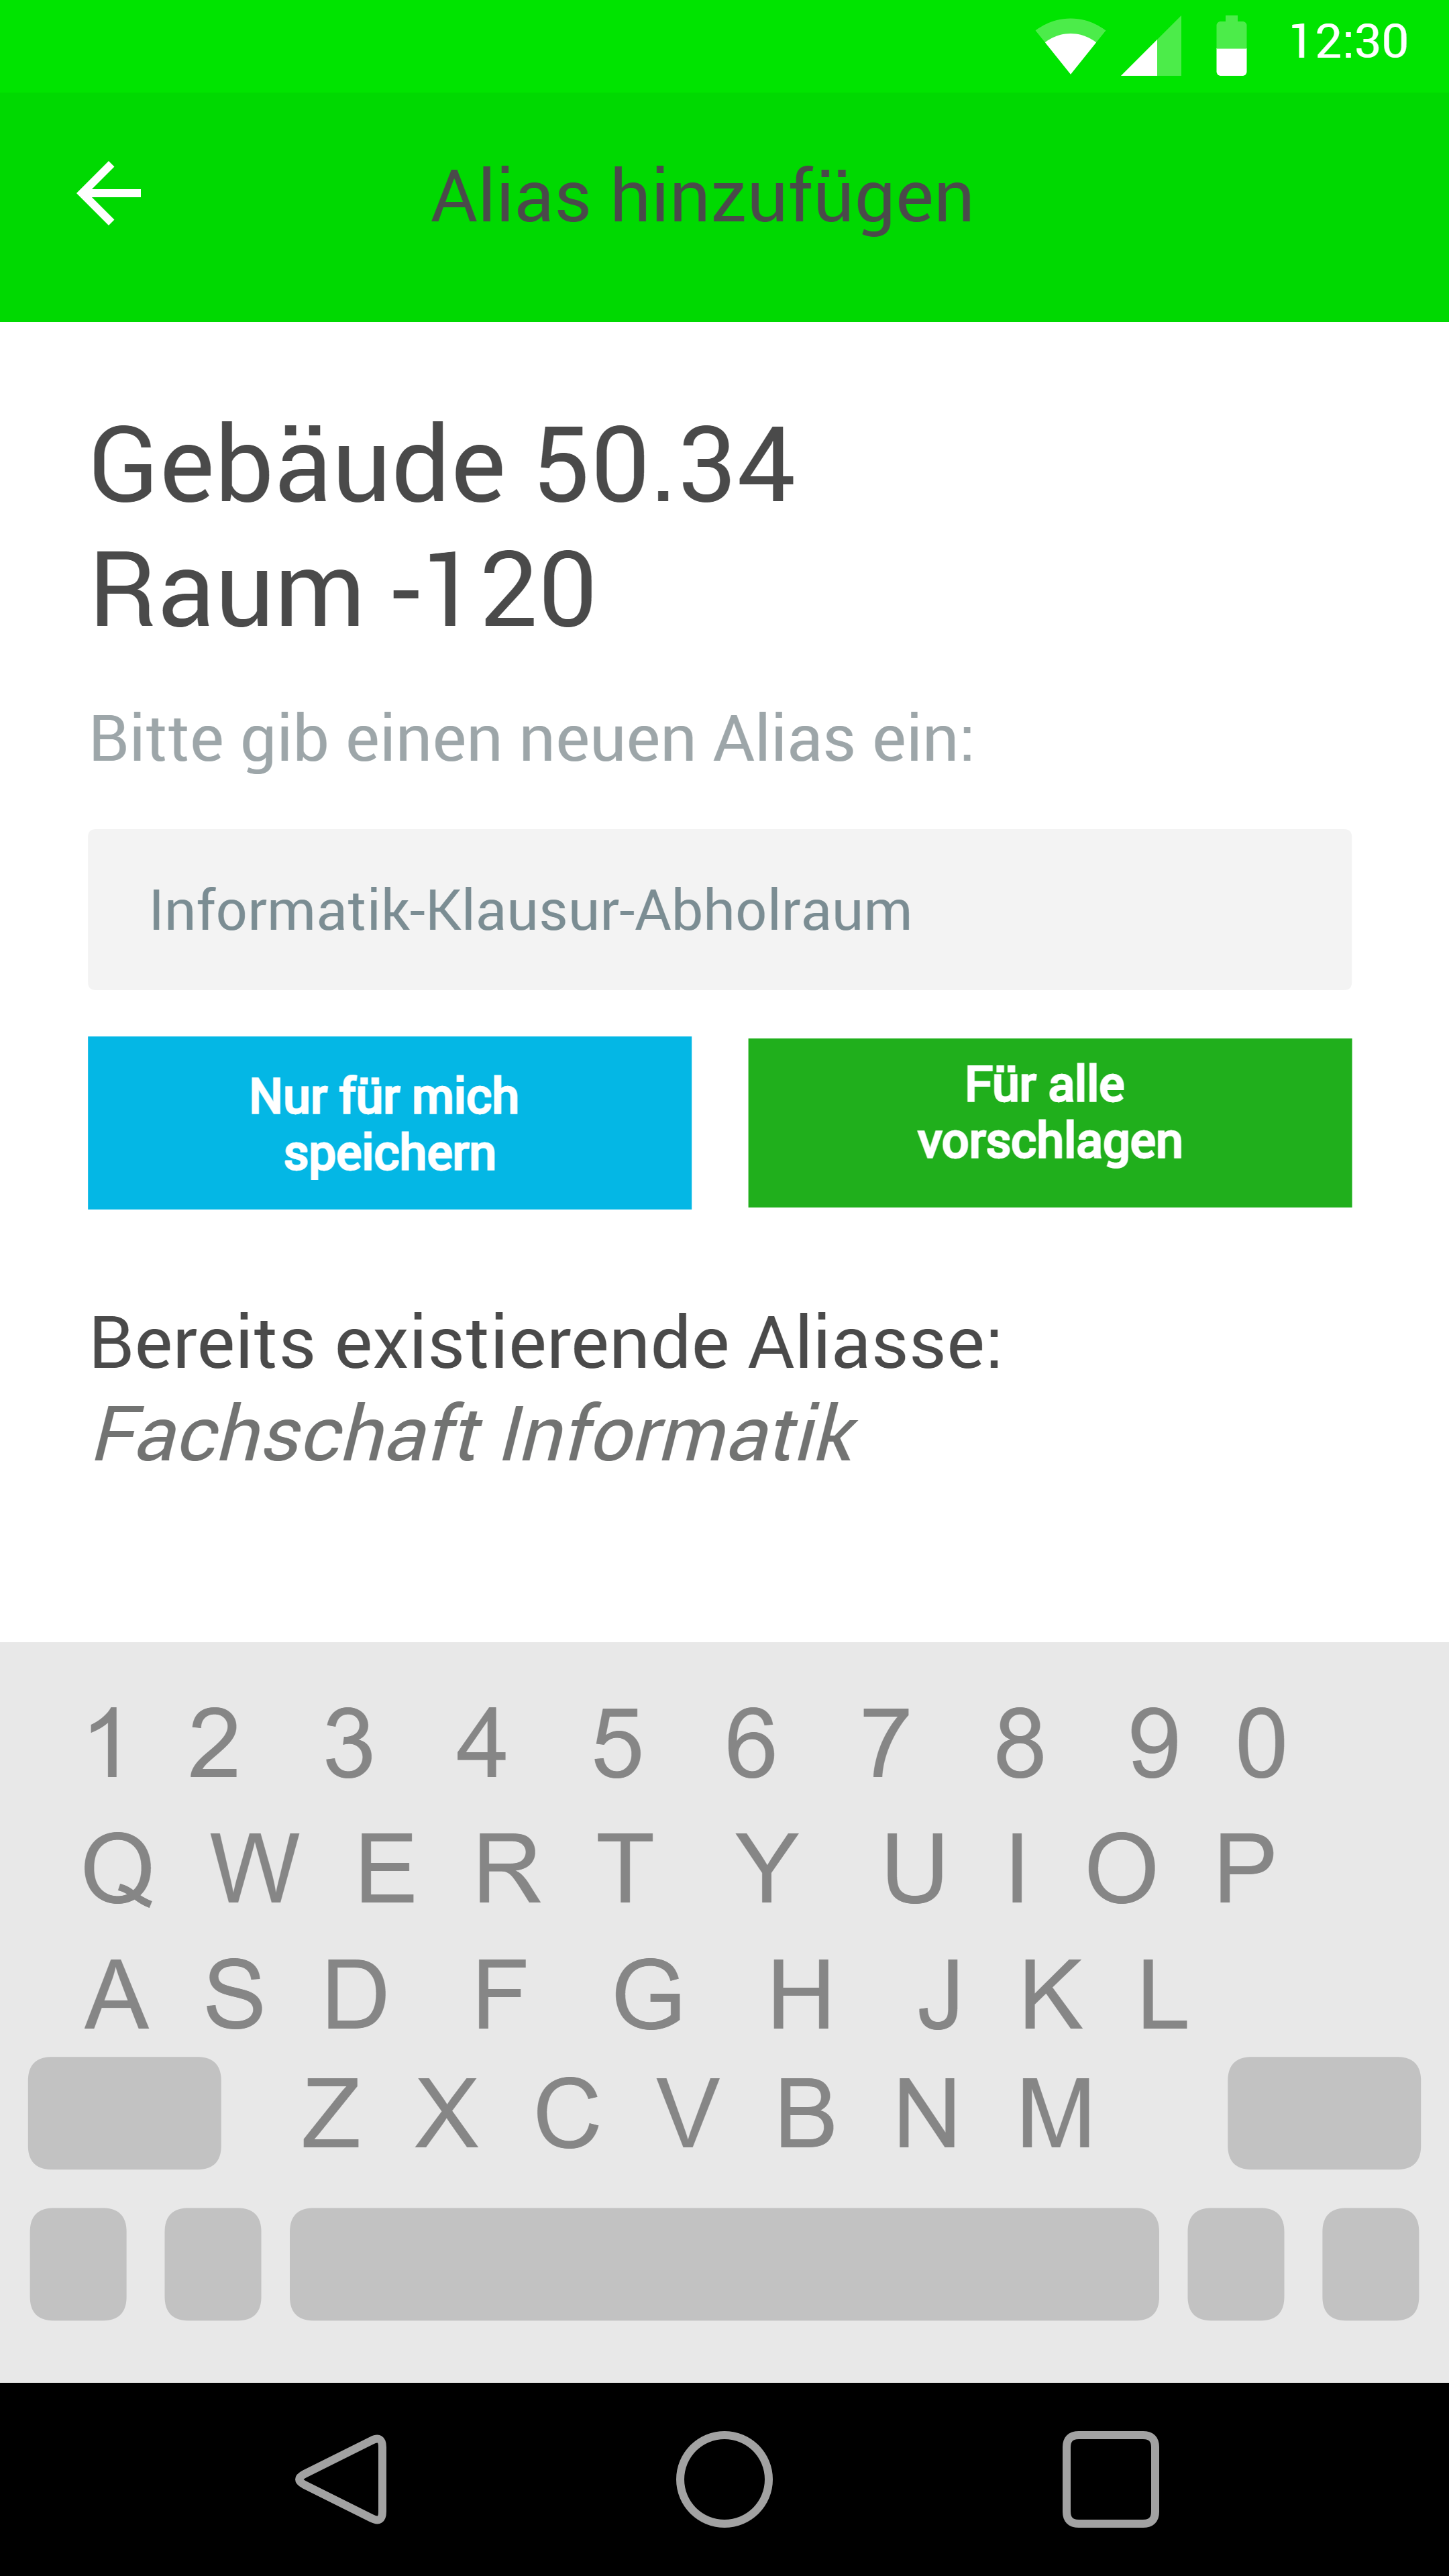 12:30
Alias hinzufügen
Gebäude 50.34
Raum -120
Bitte gib einen neuen Alias ein:
Informatik-Klausur-Abholraum
Nur für mich
speichern
Für alle
vorschlagen
Bereits existierende Aliasse:
Fachschaft Informatik
1 2 3 4 5 6 7 8 9 0
Q W E R T Y U I O P
A S D F G H J K L
Z X C V B N M